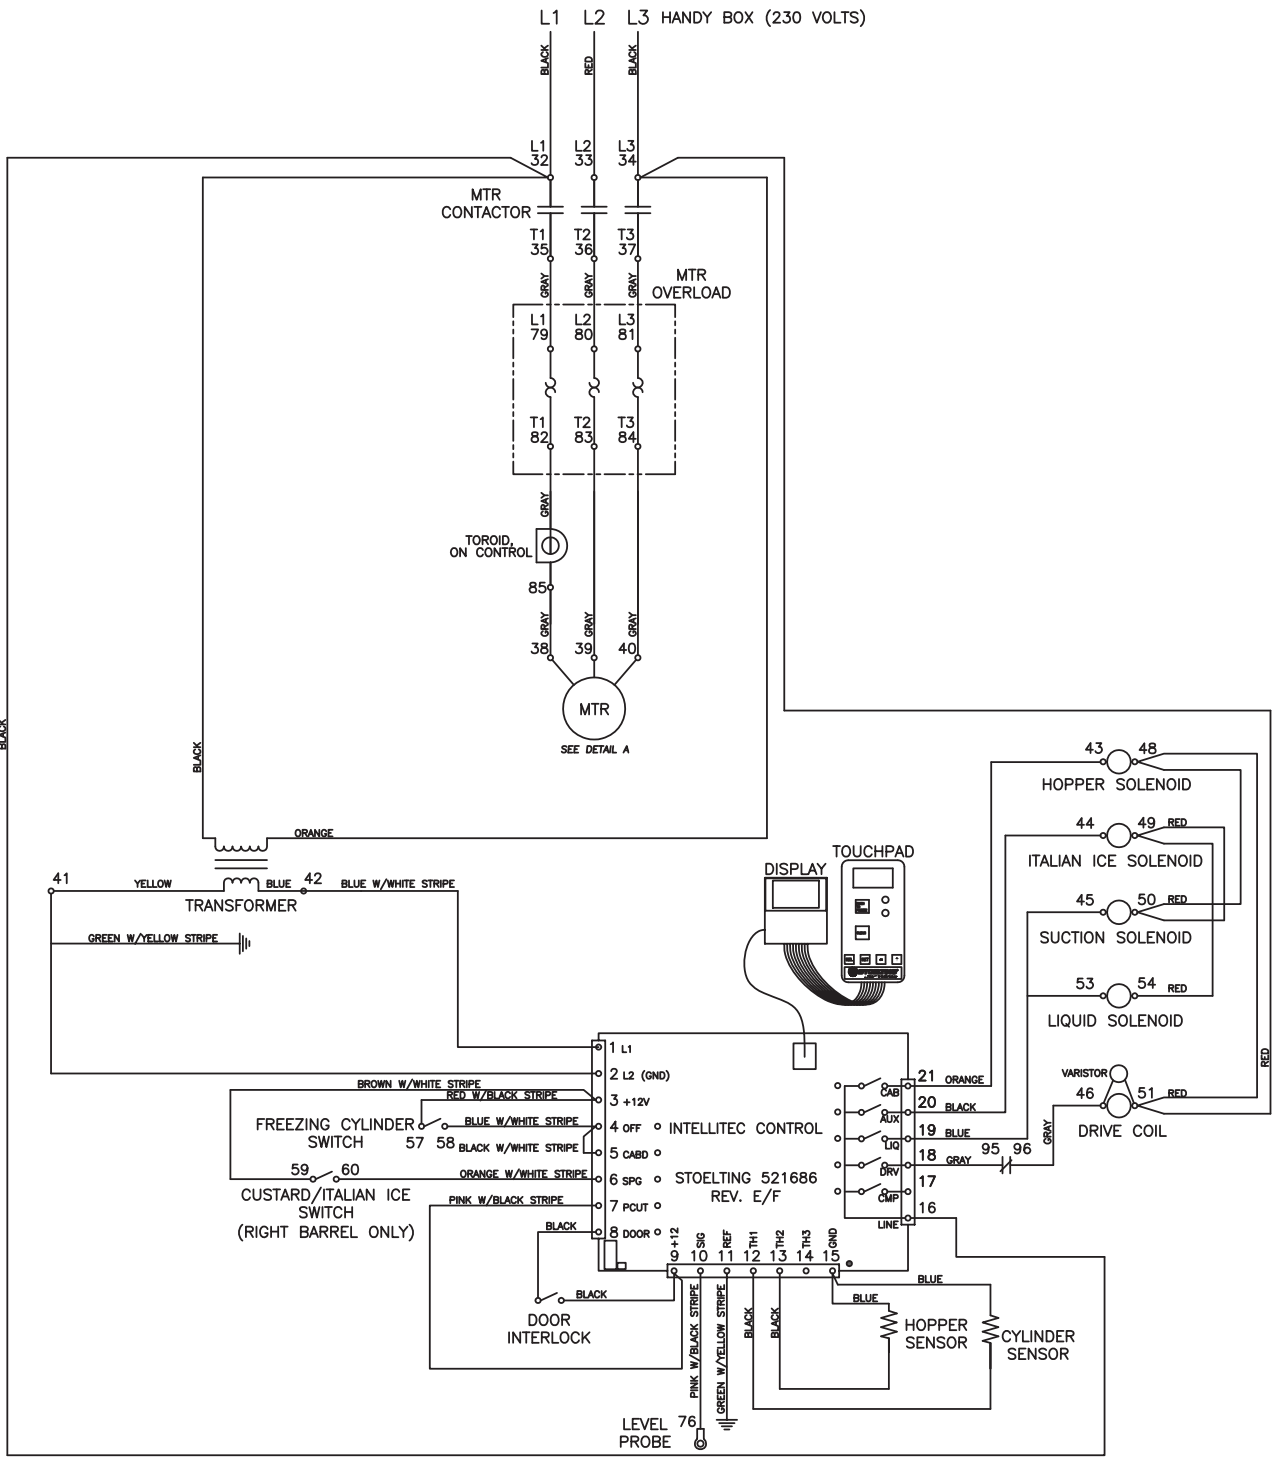 L1 L2 L3 HANDY BOX (230 VOLTS)
BLACK RED BLACK
L1 L2 L3
32 33 34
MTR
CONTACTOR
T1 T2 T3
35 36 37
GRAY GRAY GRAY
MTR
OVERLOAD
L1 L2 L3
79 80 81
T1 T2 T3
82 83 84
GRAY
TOROID,
ON CONTROL
85
GRAY GRAY GRAY
38 39 40
MTR
SEE DETAIL A
BLACK
BLACK
ORANGE
41 YELLOW BLUE 42 BLUE W/WHITE STRIPE
TRANSFORMER
GREEN W/YELLOW STRIPE
DISPLAY
TOUCHPAD
43 48
HOPPER SOLENOID
44 49 RED
ITALIAN ICE SOLENOID
45 50 RED
SUCTION SOLENOID
53 54 RED
LIQUID SOLENOID
RED
VARISTOR
46 51 RED
DRIVE COIL
GRAY
95 96
1 L1
2 L2 (GND)
BROWN W/WHITE STRIPE
RED W/BLACK STRIPE
3 +12V
FREEZING CYLINDER
SWITCH
57 58
BLUE W/WHITE STRIPE
4 OFF
BLACK W/WHITE STRIPE
5 CABD
59 60
ORANGE W/WHITE STRIPE
6 SPG
CUSTARD/ITALIAN ICE
SWITCH
(RIGHT BARREL ONLY)
PINK W/BLACK STRIPE
7 PCUT
BLACK
8 DOOR
INTELLITEC CONTROL
STOELTING 521686
REV. E/F
CAB 21 ORANGE
AUX 20 BLACK
LIQ 19 BLUE
DRV 18 GRAY
CMP 17
LINE 16
+12 SIG REF TH1 TH2 TH3 GND
9 10 11 12 13 14 15
BLACK
DOOR
INTERLOCK
PINK W/BLACK STRIPE
GREEN W/YELLOW STRIPE
BLACK
BLACK
BLUE
BLUE
HOPPER
SENSOR
CYLINDER
SENSOR
LEVEL
PROBE
76